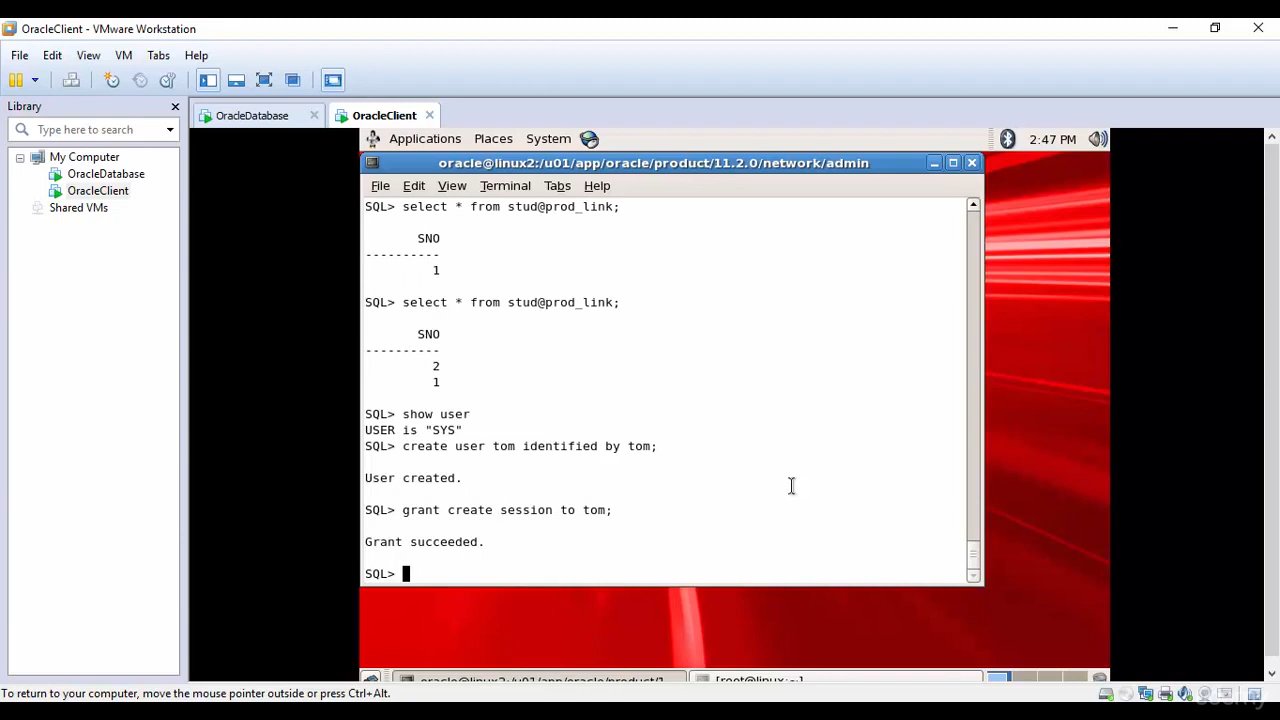 OracleClient - VMware Workstation
File Edit View VM Tabs Help
Library
Type here to search
My Computer
OracleDatabase
OracleClient
Shared VMs
OracleDatabase OracleClient
Applications Places System 2:47 PM
oracle@linux2:/u01/app/oracle/product/11.2.0/network/admin
File Edit View Terminal Tabs Help
SQL> select * from stud@prod_link;
SNO
----------
1
SQL> select * from stud@prod_link;
SNO
----------
2
1
SQL> show user
USER is "SYS"
SQL> create user tom identified by tom;
User created.
SQL> grant create session to tom;
Grant succeeded.
SQL>
oracle@linux2:/u01/app/oracle/product/1... [root@linux:~]
To return to your computer, move the mouse pointer outside or press Ctrl+Alt.